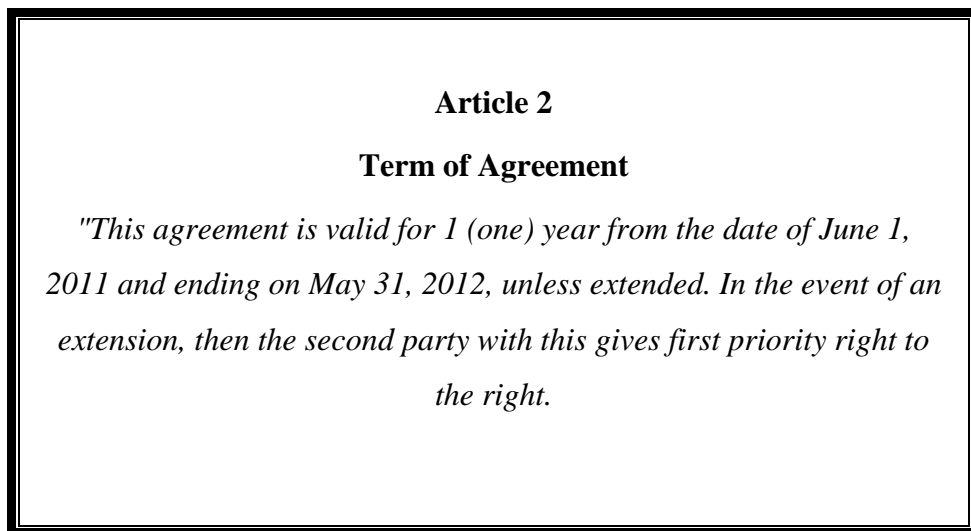 Article 2
Term of Agreement
"This agreement is valid for 1 (one) year from the date of June 1,
2011 and ending on May 31, 2012, unless extended. In the event of an
extension, then the second party with this gives first priority right to
the right.